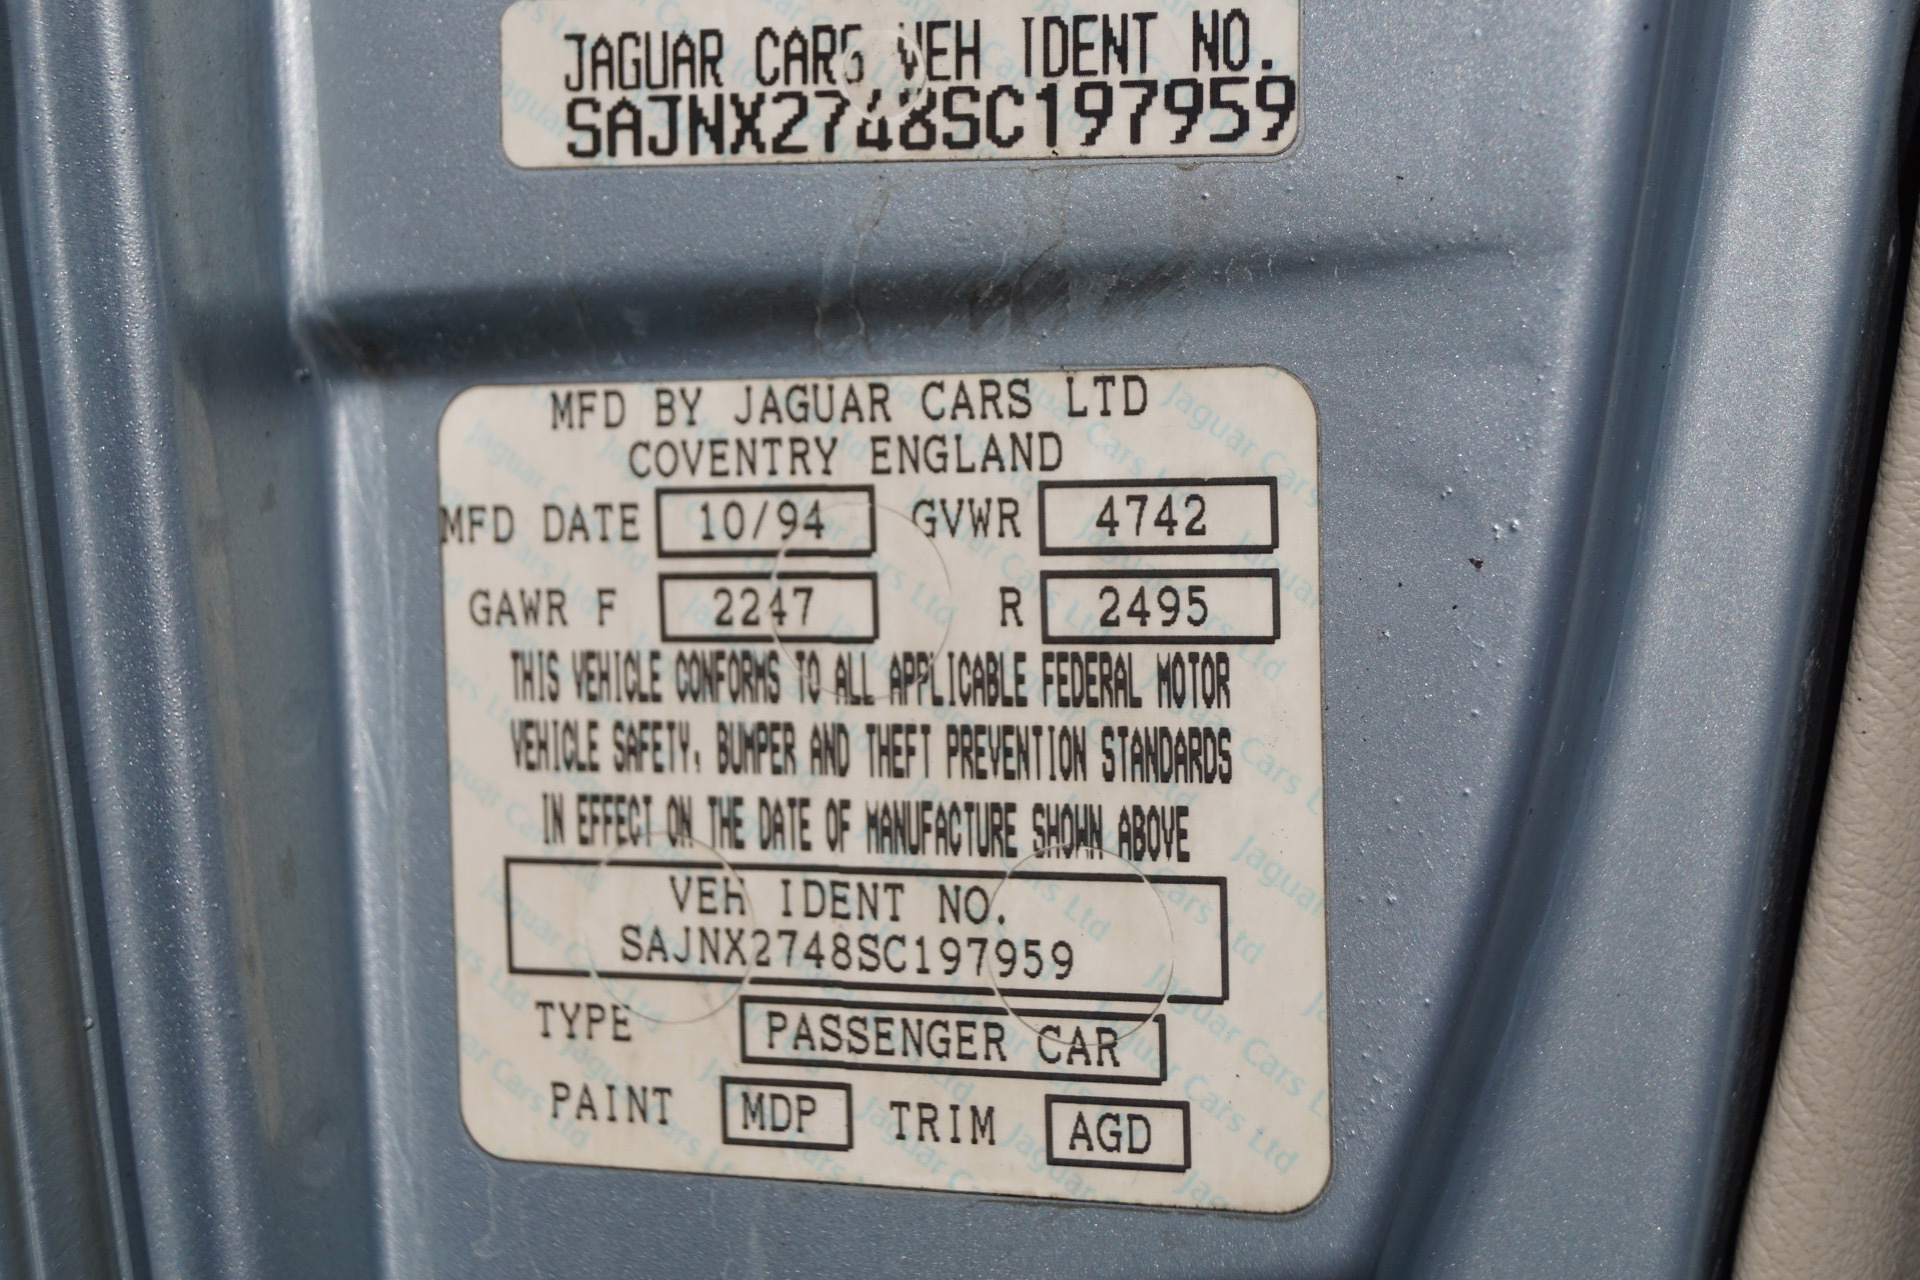 JAGUAR CARS VEH IDENT NO.
SAJNX2748SC197959
MFD BY JAGUAR CARS LTD
COVENTRY ENGLAND
MFD DATE 10/94 GVWR 4742
GAWR F 2247 R 2495
THIS VEHICLE CONFORMS TO ALL APPLICABLE FEDERAL MOTOR
VEHICLE SAFETY, BUMPER AND THEFT PREVENTION STANDARDS
IN EFFECT ON THE DATE OF MANUFACTURE SHOWN ABOVE
VEH IDENT NO.
SAJNX2748SC197959
TYPE PASSENGER CAR
PAINT MDP TRIM AGD